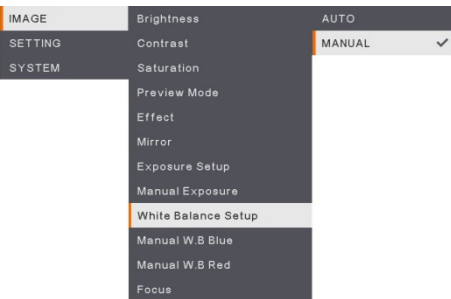 IMAGE
SETTING
SYSTEM
Brightness
Contrast
Saturation
Preview Mode
Effect
Mirror
Exposure Setup
Manual Exposure
White Balance Setup
Manual W.B Blue
Manual W.B Red
Focus
AUTO
MANUAL ✓